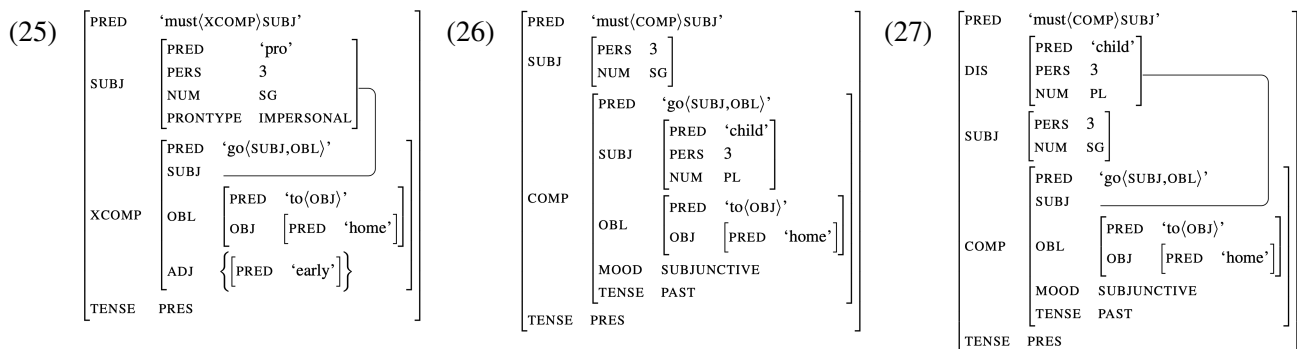 (25)
PRED ‘must⟨XCOMP⟩SUBJ’
SUBJ
PRED ‘pro’
PERS 3
NUM SG
PRONTYPE IMPERSONAL
XCOMP
PRED ‘go⟨SUBJ,OBL⟩’
SUBJ
OBL
PRED ‘to⟨OBJ⟩’
OBJ [PRED ‘home’]
ADJ {[PRED ‘early’]}
TENSE PRES
(26)
PRED ‘must⟨COMP⟩SUBJ’
SUBJ
PERS 3
NUM SG
COMP
PRED ‘go⟨SUBJ,OBL⟩’
SUBJ
PRED ‘child’
PERS 3
NUM PL
OBL
PRED ‘to⟨OBJ⟩’
OBJ [PRED ‘home’]
MOOD SUBJUNCTIVE
TENSE PAST
TENSE PRES
(27)
PRED ‘must⟨COMP⟩SUBJ’
DIS
PRED ‘child’
PERS 3
NUM PL
SUBJ
PERS 3
NUM SG
COMP
PRED ‘go⟨SUBJ,OBL⟩’
SUBJ
OBL
PRED ‘to⟨OBJ⟩’
OBJ [PRED ‘home’]
MOOD SUBJUNCTIVE
TENSE PAST
TENSE PRES